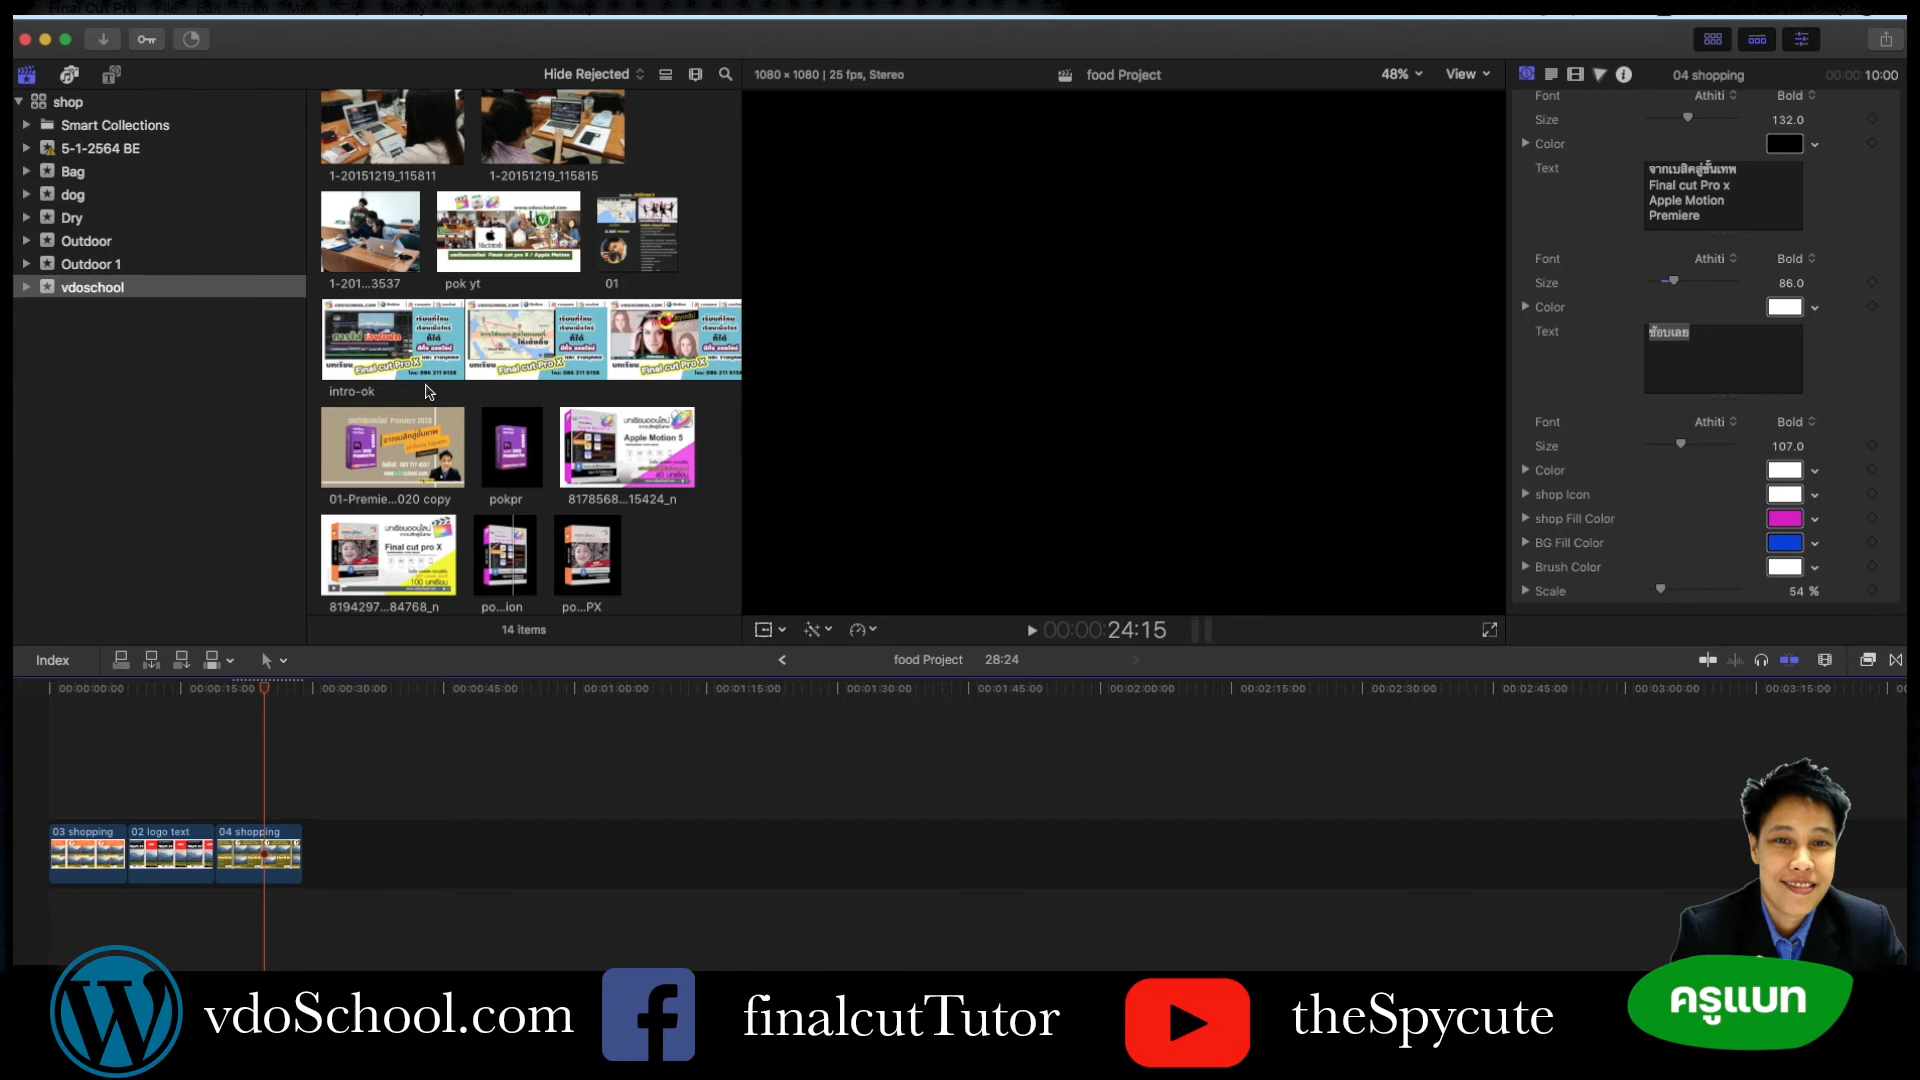 Final Cut Pro File Edit Trim Mark Clip Modify View Window Help
Hide Rejected
1080 × 1080 | 25 fps, Stereo
food Project
48%
View
04 shopping
00:00:10:00
shop
Smart Collections
5-1-2564 BE
Bag
dog
Dry
Outdoor
Outdoor 1
vdoschool
1-20151219_115811
1-20151219_115815
1-201...3537
pok yt
01
intro-ok
01-Premie...020 copy
pokpr
8178568...15424_n
8194297...84768_n
po...ion
po...PX
14 items
Apple Motion 5
Final cut pro X
Font
Athiti
Bold
Size
132.0
Color
Text
จากเบสิคสู่ขั้นเทพ
Final cut Pro x
Apple Motion
Premiere
Font
Athiti
Bold
Size
86.0
Color
Text
ช้อบเลย
Font
Athiti
Bold
Size
107.0
Color
shop Icon
shop Fill Color
BG Fill Color
Brush Color
Scale
54 %
00:00:24:15
Index
food Project
28:24
00:00:00:00
00:00:15:00
00:00:30:00
00:00:45:00
00:01:00:00
00:01:15:00
00:01:30:00
00:01:45:00
00:02:00:00
00:02:15:00
00:02:30:00
00:02:45:00
00:03:00:00
00:03:15:00
03 shopping
02 logo text
04 shopping
vdoSchool.com
finalcutTutor
theSpycute
ครูแบท